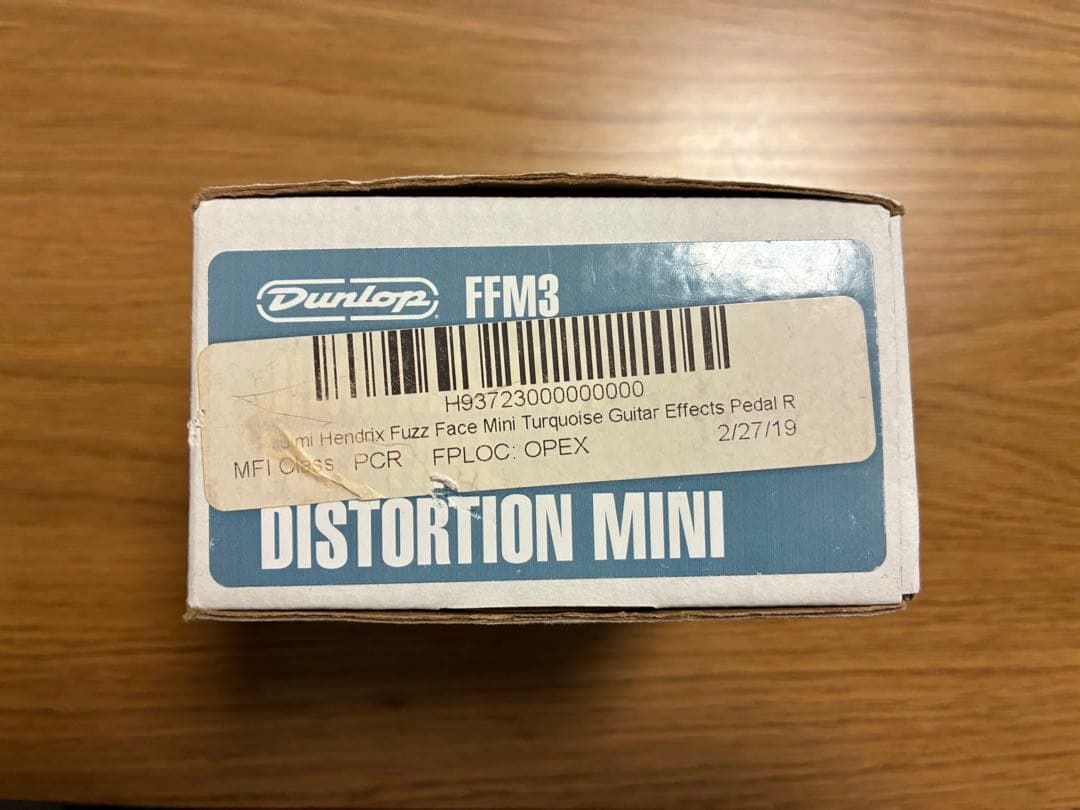 DUNLOP FFM3
H93723000000000
mi Hendrix Fuzz Face Mini Turquoise Guitar Effects Pedal R
MFI Class PCR FPLOC: OPEX 2/27/19
DISTORTION MINI